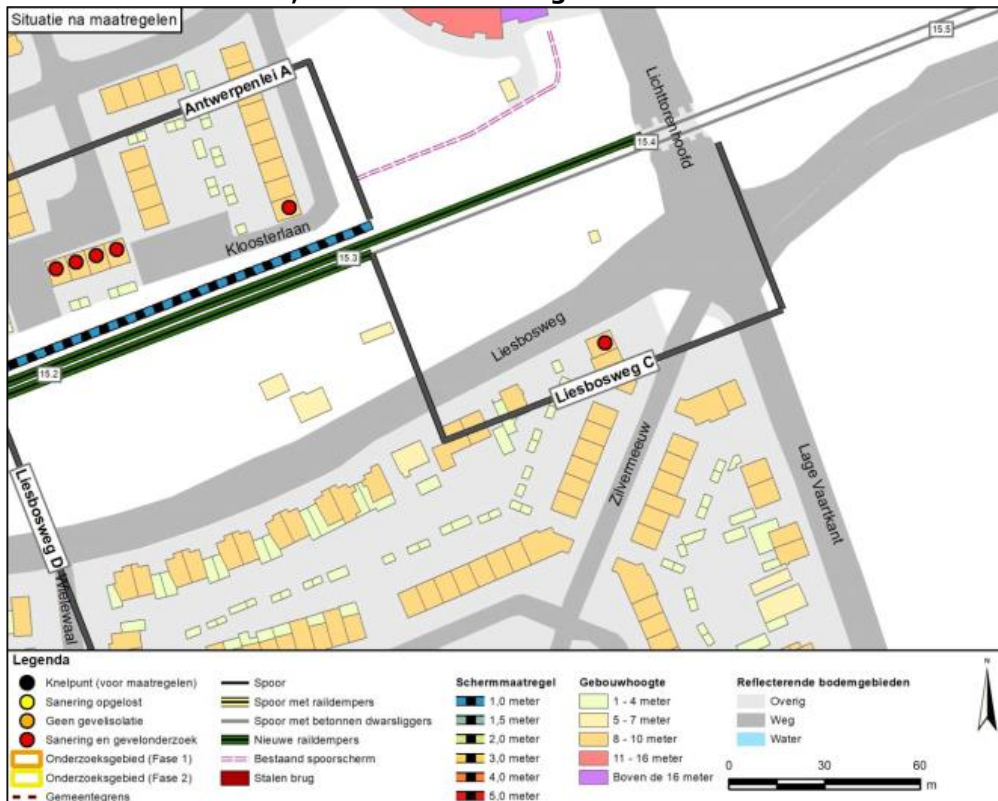 Situatie na maatregelen
15.5
Antwerpenlei A
Lichttorenhoofd
15.4
Kloosterlaan
15.3
15.2
Liesbosweg
Liesbosweg C
Liesbosweg D
Wielewaal
Zilvermeeuw
Lage Vaartkant
Legenda
Knelpunt (voor maatregelen)
Sanering opgelost
Geen gevelisolatie
Sanering en gevelonderzoek
Onderzoeksgebied (Fase 1)
Onderzoeksgebied (Fase 2)
Gemeentegrens
Spoor
Spoor met raildempers
Spoor met betonnen dwarsliggers
Nieuwe raildempers
Bestaand spoorscherm
Stalen brug
Schermmaatregel
1,0 meter
1,5 meter
2,0 meter
3,0 meter
4,0 meter
5,0 meter
Gebouwhoogte
1 - 4 meter
5 - 7 meter
8 - 10 meter
11 - 16 meter
Boven de 16 meter
Reflecterende bodemgebieden
Overig
Weg
Water
N
0 30 60
m